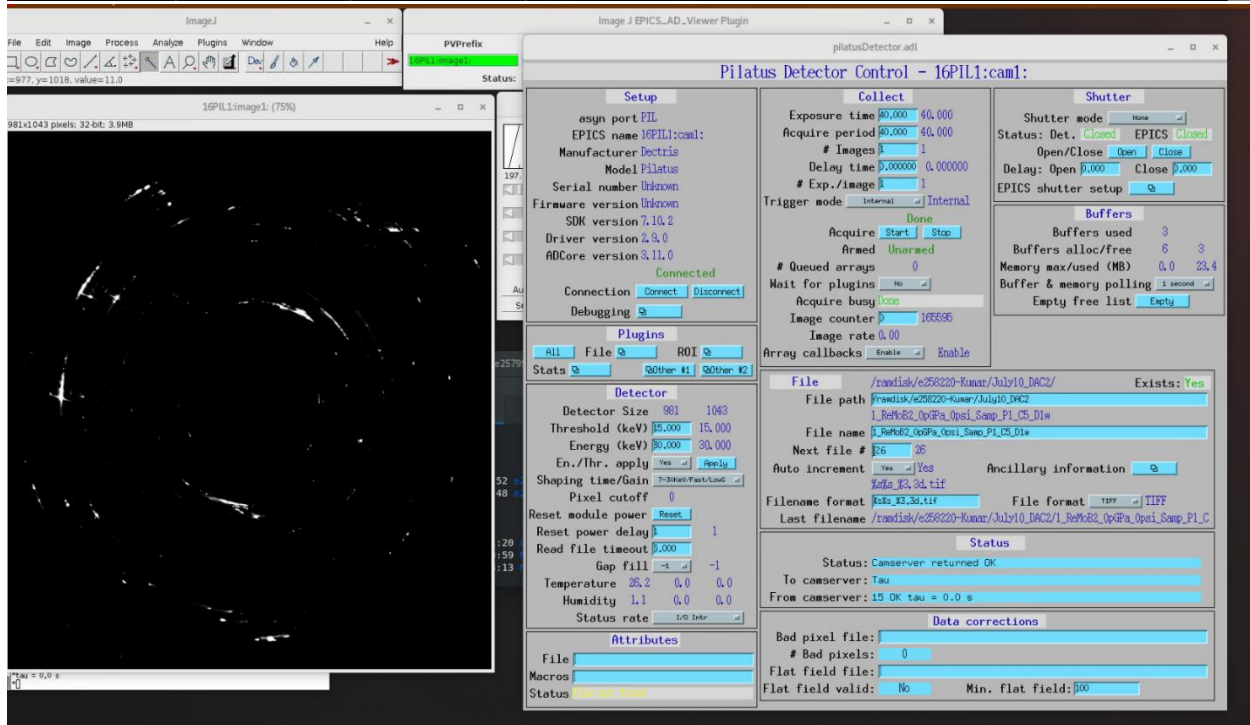 ImageJ
File Edit Image Process Analyze Plugins Window Help
Dev
=977, y=1018, value=11.0
Image J EPICS_AD_Viewer Plugin
PVPrefix
16PIL1:image1:
Status:
16PIL1:image1: (75%)
981x1043 pixels; 32-bit; 3.9MB
197.
Au
Se
e25795
52 e2
48 e2
:20
:59
:13
*tau = 0.0 s
pilatusDetector.adl
Pilatus Detector Control - 16PIL1:cam1:
Setup
asyn port PIL
EPICS name 16PIL1:cam1:
Manufacturer Dectris
Model Pilatus
Serial number Unknown
Firmware version Unknown
SDK version 7.10.2
Driver version 2.9.0
ADCore version 3.11.0
Connected
Connection Connect Disconnect
Debugging
Plugins
All File ROI
Stats Other #1 Other #2
Detector
Detector Size 981 1043
Threshold (keV) 15.000 15.000
Energy (keV) 30.000 30.000
En./Thr. apply Yes Apply
Shaping time/Gain 7-30KeV/Fast/LowG
Pixel cutoff 0
Reset module power Reset
Reset power delay 1 1
Read file timeout 5.000
Gap fill -1 -1
Temperature 26.2 0.0 0.0
Humidity 1.1 0.0 0.0
Status rate I/O Intr
Attributes
File
Macros
Status File not found
Collect
Exposure time 40.000 40.000
Acquire period 40.000 40.000
# Images 1 1
Delay time 0.000000 0.000000
# Exp./image 1 1
Trigger mode Internal Internal
Done
Acquire Start Stop
Armed Unarmed
# Queued arrays 0
Wait for plugins No
Acquire busy Done
Image counter 0 165595
Image rate 0.00
Array callbacks Enable Enable
Shutter
Shutter mode None
Status: Det. Closed EPICS Closed
Open/Close Open Close
Delay: Open 0.000 Close 0.000
EPICS shutter setup
Buffers
Buffers used 3
Buffers alloc/free 6 3
Memory max/used (MB) 0.0 23.4
Buffer & memory polling 1 second
Empty free list Empty
File /ramdisk/e258220-Kumar/July10_DAC2/ Exists: Yes
File path /ramdisk/e258220-Kumar/July10_DAC2
1_ReMoB2_0pGPa_0psi_Samp_P1_C5_D1w
File name 1_ReMoB2_0pGPa_0psi_Samp_P1_C5_D1w
Next file # 26 26
Auto increment Yes Yes Ancillary information
%s%s_%3.3d.tif
Filename format %s%s_%3.3d.tif File format TIFF TIFF
Last filename /ramdisk/e258220-Kumar/July10_DAC2/1_ReMoB2_0pGPa_0psi_Samp_P1_C
Status
Status: Camserver returned OK
To camserver: Tau
From camserver: 15 OK tau = 0.0 s
Data corrections
Bad pixel file:
# Bad pixels: 0
Flat field file:
Flat field valid: No Min. flat field: 100